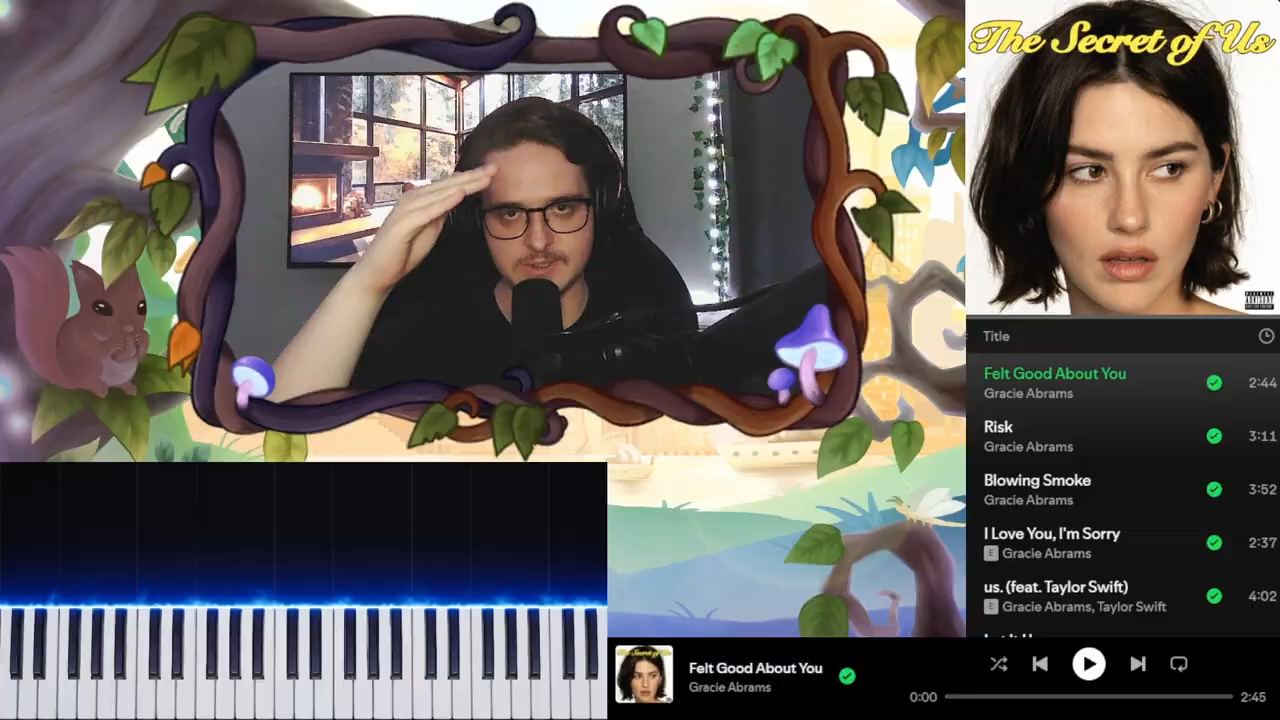 The Secret of Us
Title
Felt Good About You
Gracie Abrams
2:44
Risk
Gracie Abrams
3:11
Blowing Smoke
Gracie Abrams
3:52
I Love You, I'm Sorry
E Gracie Abrams
2:37
us. (feat. Taylor Swift)
E Gracie Abrams, Taylor Swift
4:02
Felt Good About You
Gracie Abrams
0:00
2:45